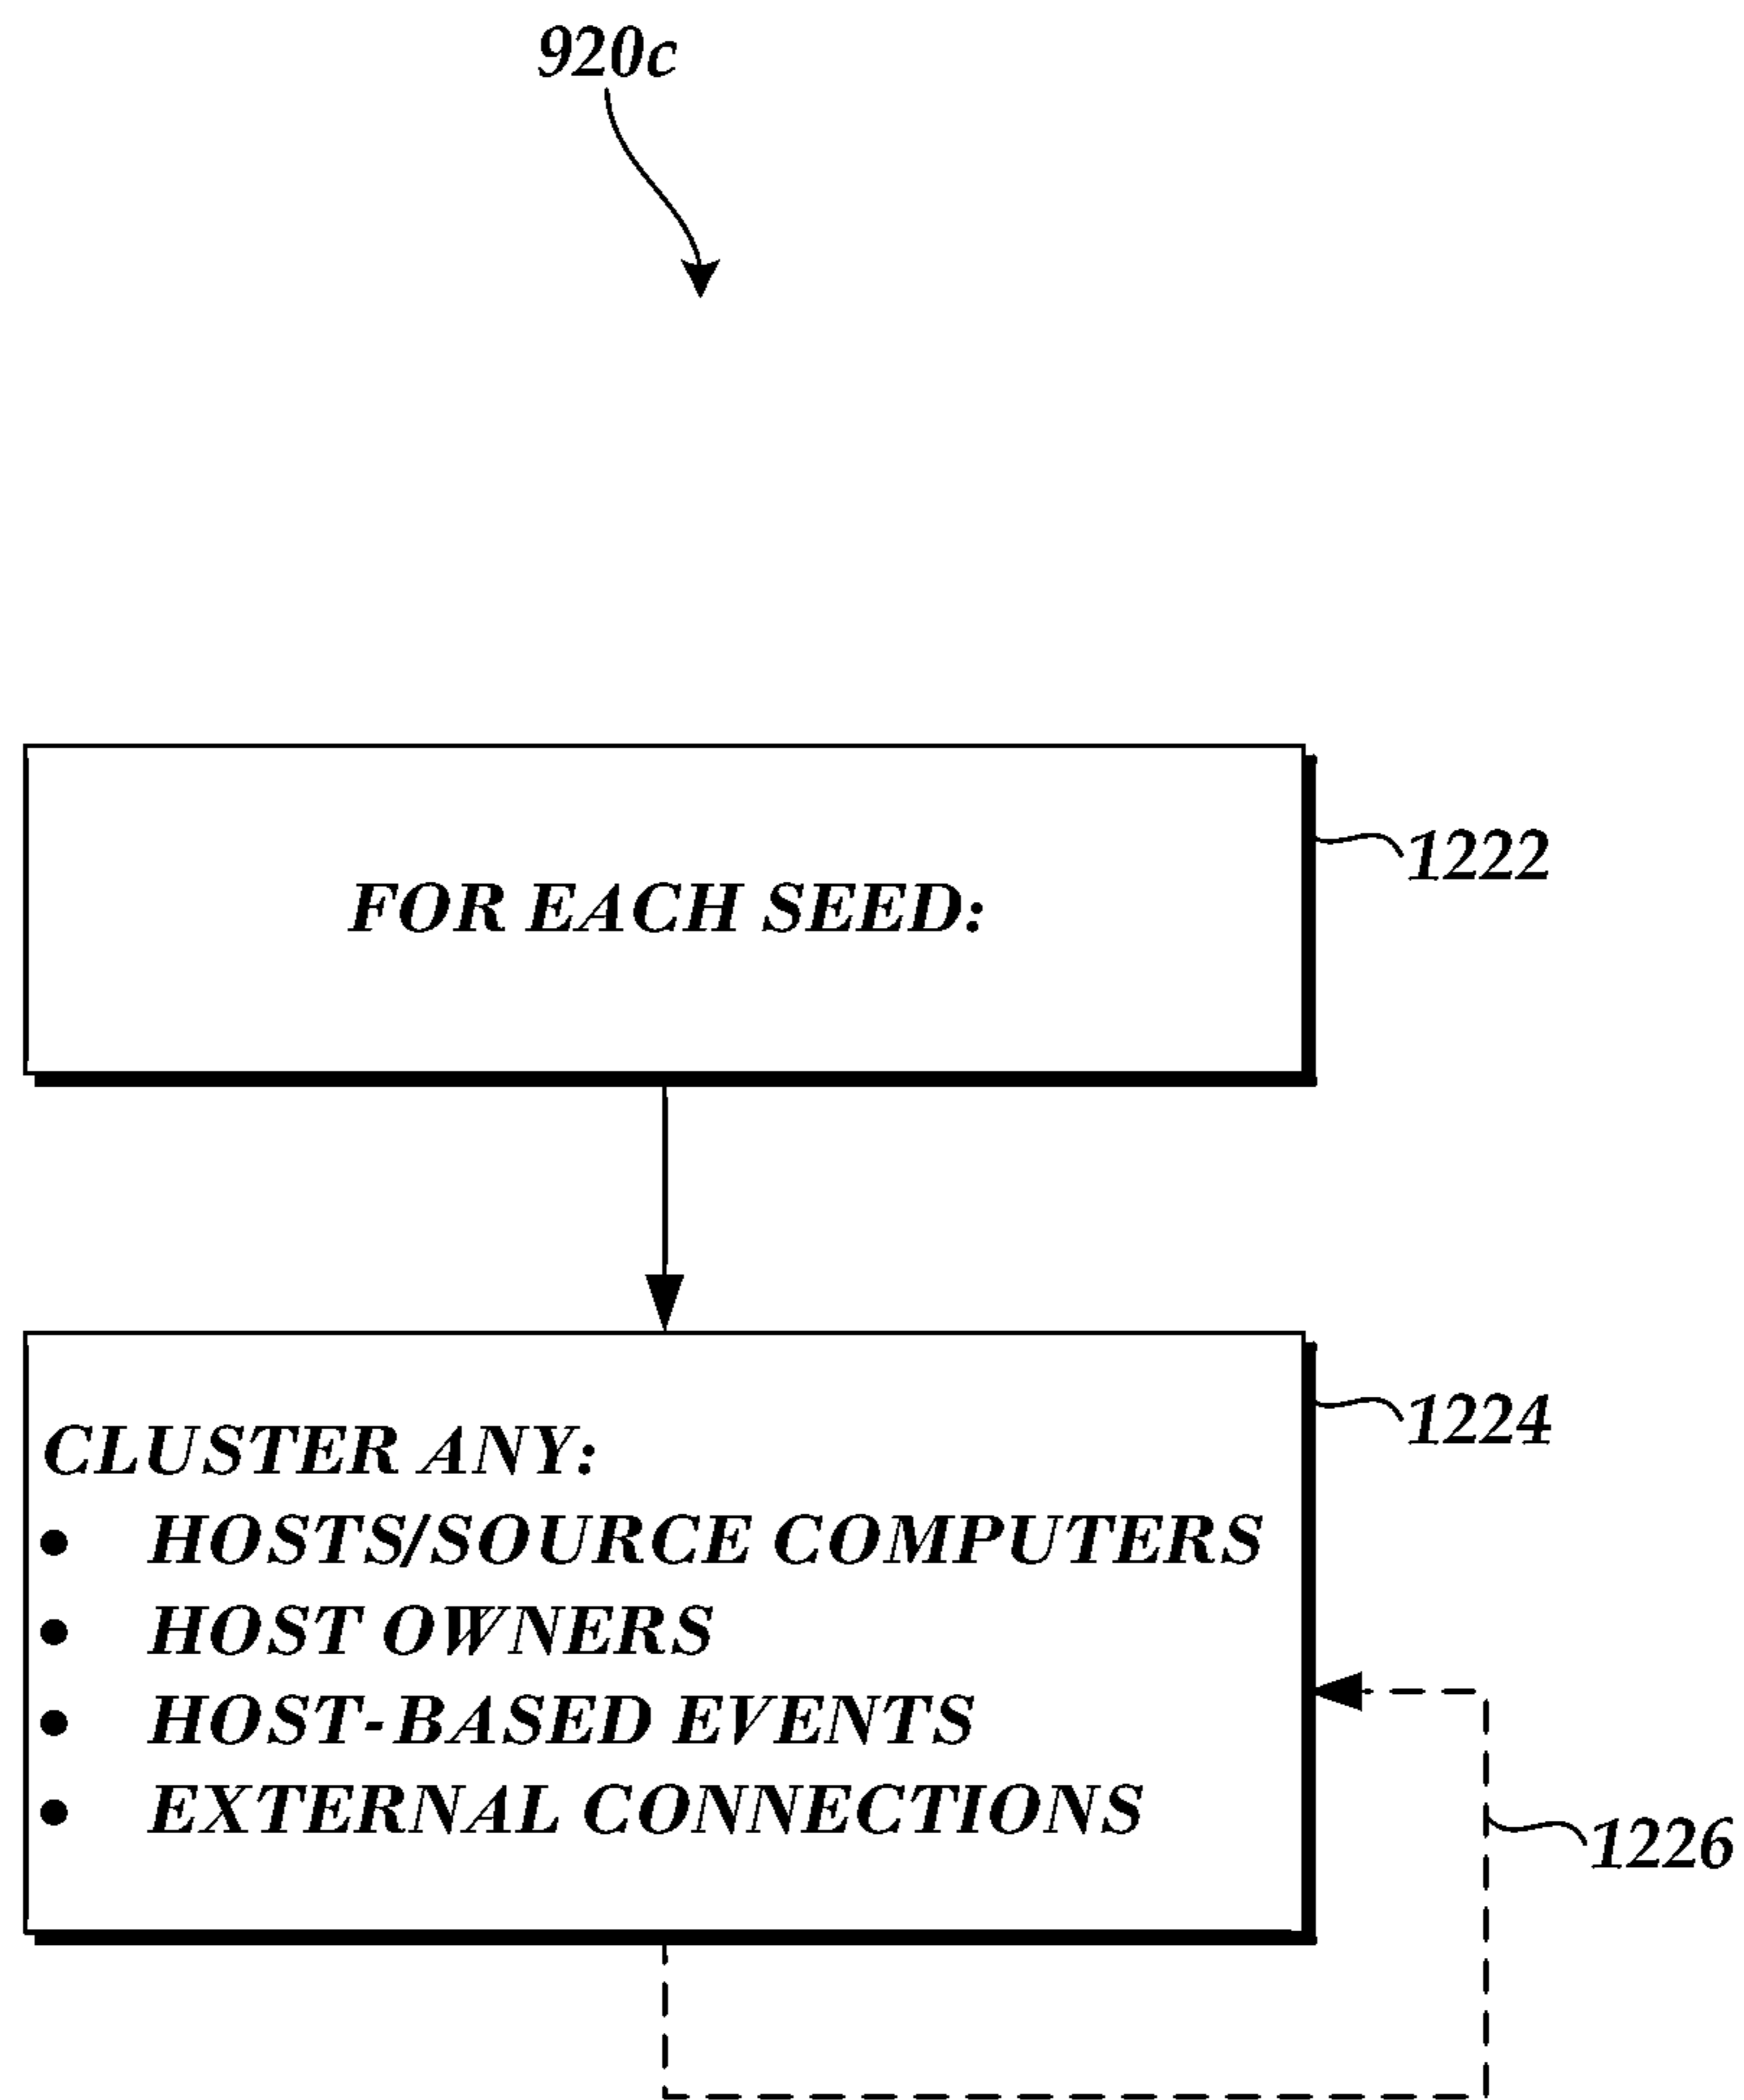 920c
FOR EACH SEED:
1222
CLUSTER ANY:
1224
• HOSTS/SOURCE COMPUTERS
• HOST OWNERS
• HOST-BASED EVENTS
• EXTERNAL CONNECTIONS
1226